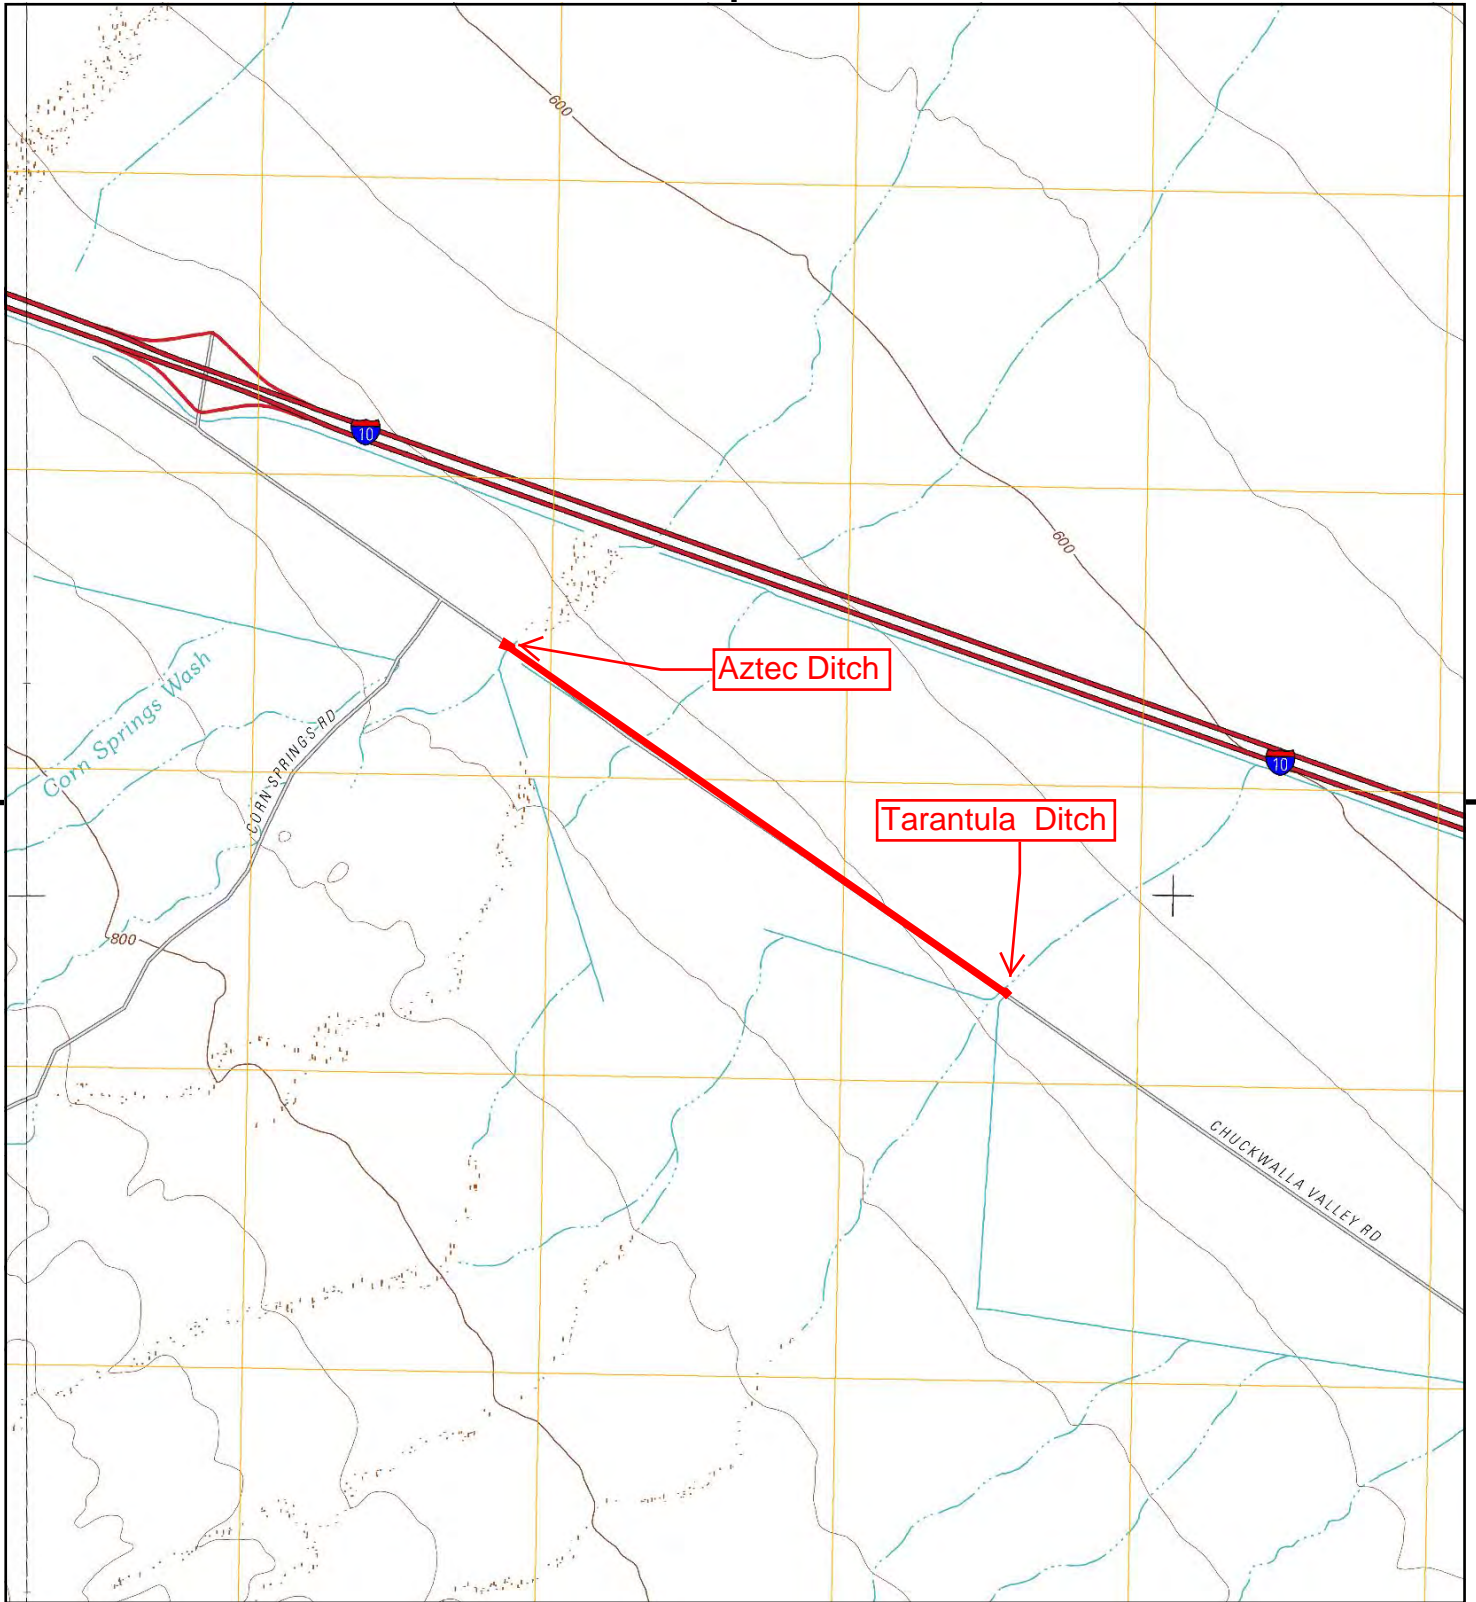 600
10
600
Aztec Ditch
Corn Springs Wash
CORN SPRINGS RD
10
Tarantula Ditch
800
CHUCKWALLA VALLEY RD